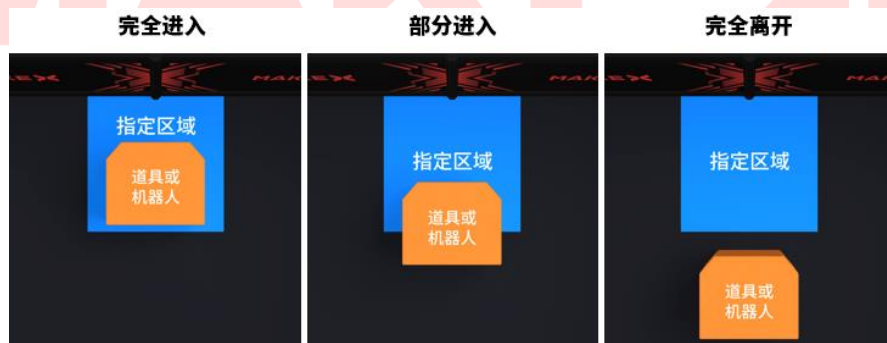 完全进入
部分进入
完全离开
指定区域
道具或
机器人
指定区域
道具或
机器人
指定区域
道具或
机器人